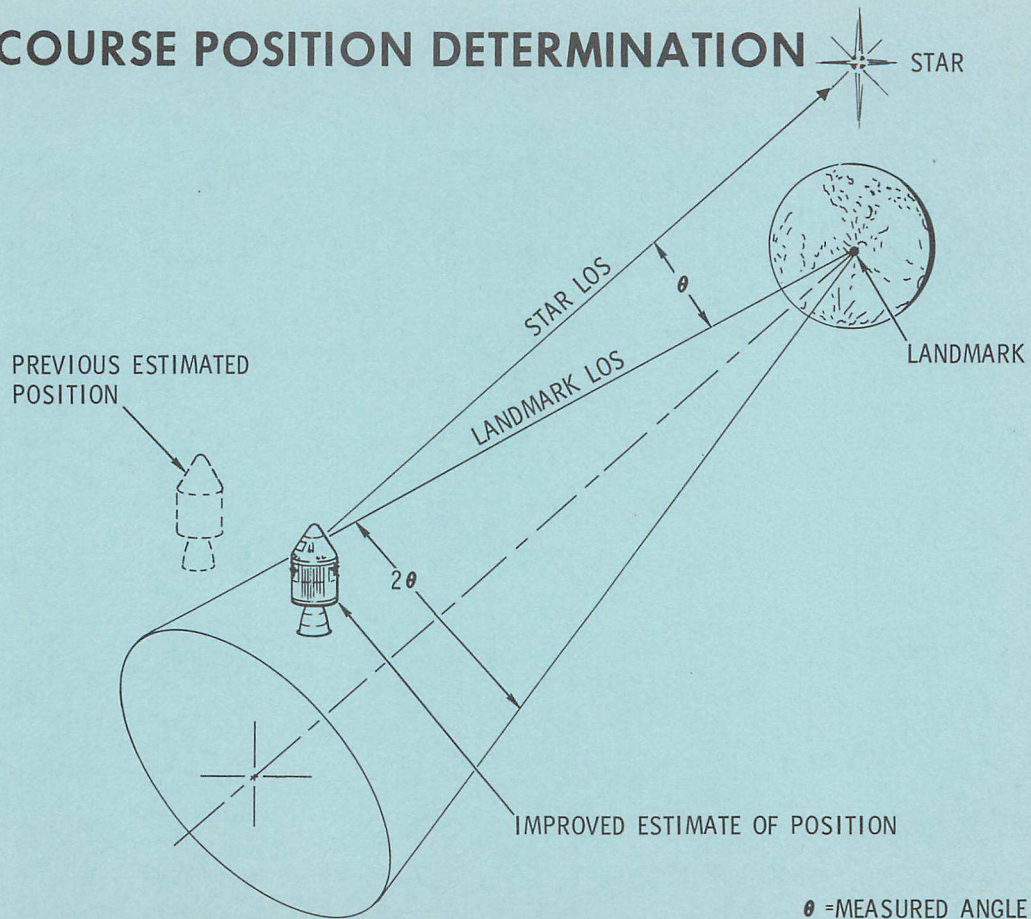 COURSE POSITION DETERMINATION
STAR
STAR LOS
θ
LANDMARK LOS
LANDMARK
PREVIOUS ESTIMATED
POSITION
2θ
IMPROVED ESTIMATE OF POSITION
θ =MEASURED ANGLE